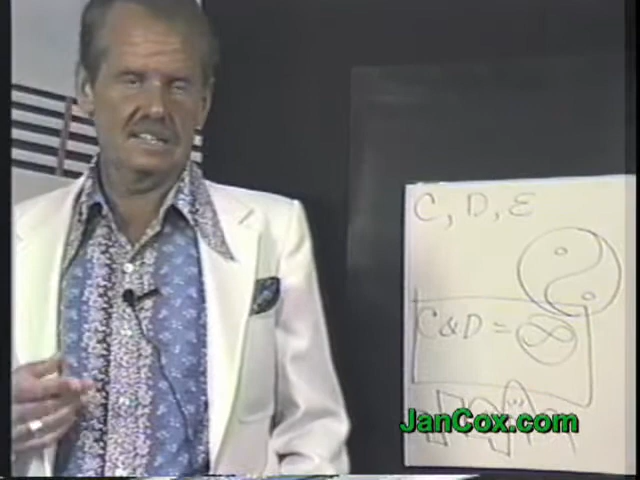 C, D, E
C & D = ∞
JanCox.com